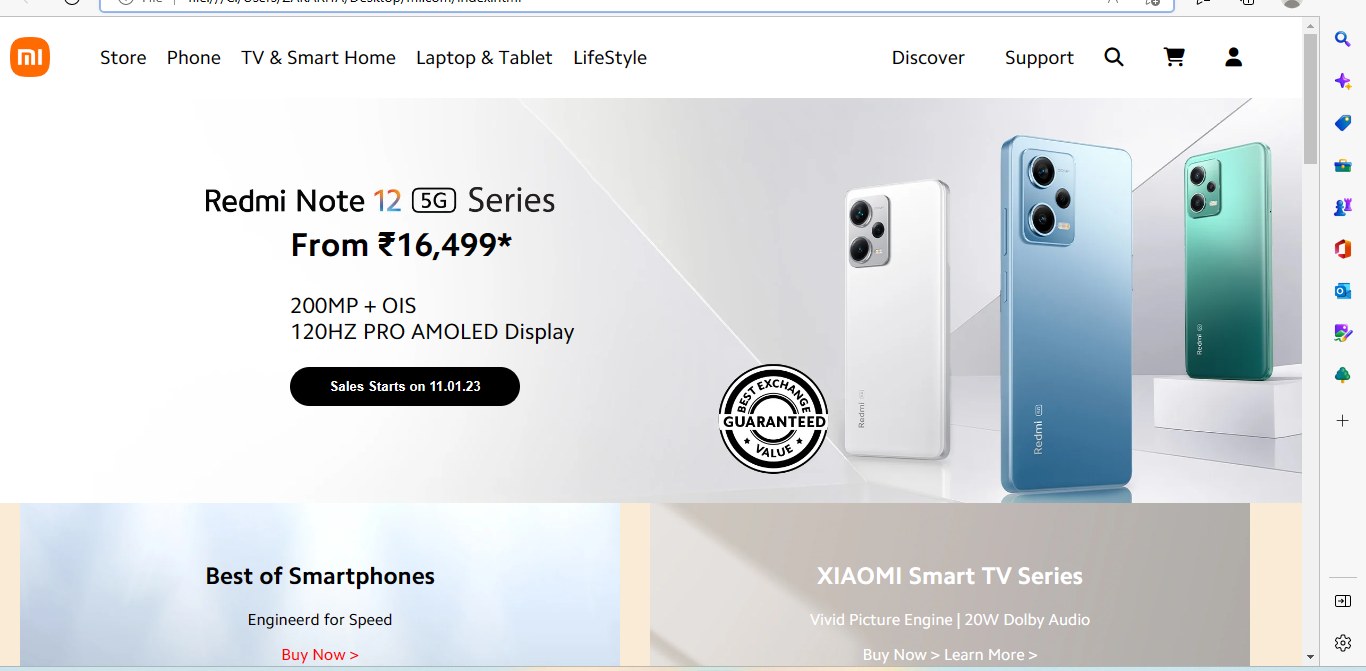 mi
Store Phone TV & Smart Home Laptop & Tablet LifeStyle Discover Support
Redmi Note 12 5G Series
From ₹16,499*
200MP + OIS
120HZ PRO AMOLED Display
Sales Starts on 11.01.23
BEST EXCHANGE
GUARANTEED
VALUE
Redmi
Redmi
Redmi
Best of Smartphones
Engineerd for Speed
Buy Now >
XIAOMI Smart TV Series
Vivid Picture Engine | 20W Dolby Audio
Buy Now > Learn More >